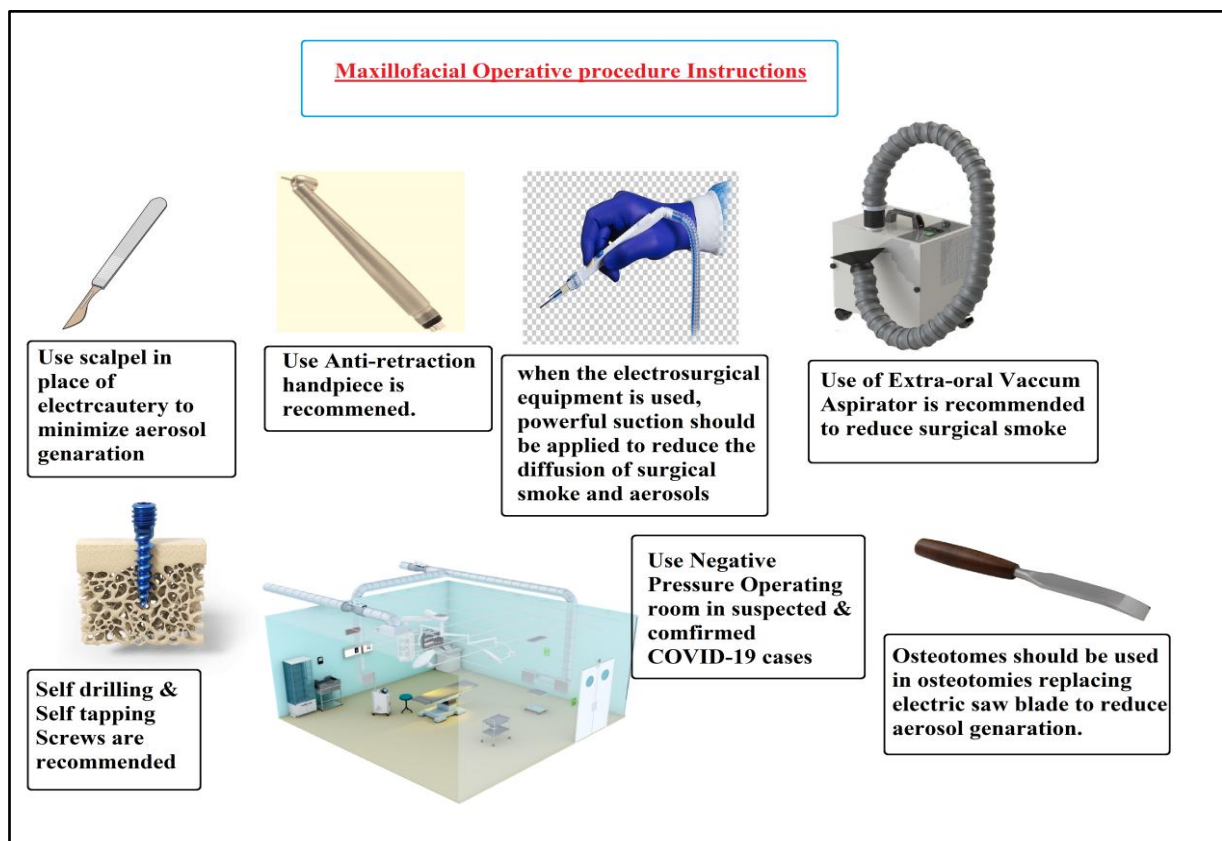 Maxillofacial Operative procedure Instructions
Use scalpel in
place of
electrcautery to
minimize aerosol
genaration
Use Anti-retraction
handpiece is
recommened.
when the electrosurgical
equipment is used,
powerful suction should
be applied to reduce the
diffusion of surgical
smoke and aerosols
Use of Extra-oral Vaccum
Aspirator is recommended
to reduce surgical smoke
Self drilling &
Self tapping
Screws are
recommended
Use Negative
Pressure Operating
room in suspected &
comfirmed
COVID-19 cases
Osteotomes should be used
in osteotomies replacing
electric saw blade to reduce
aerosol genaration.